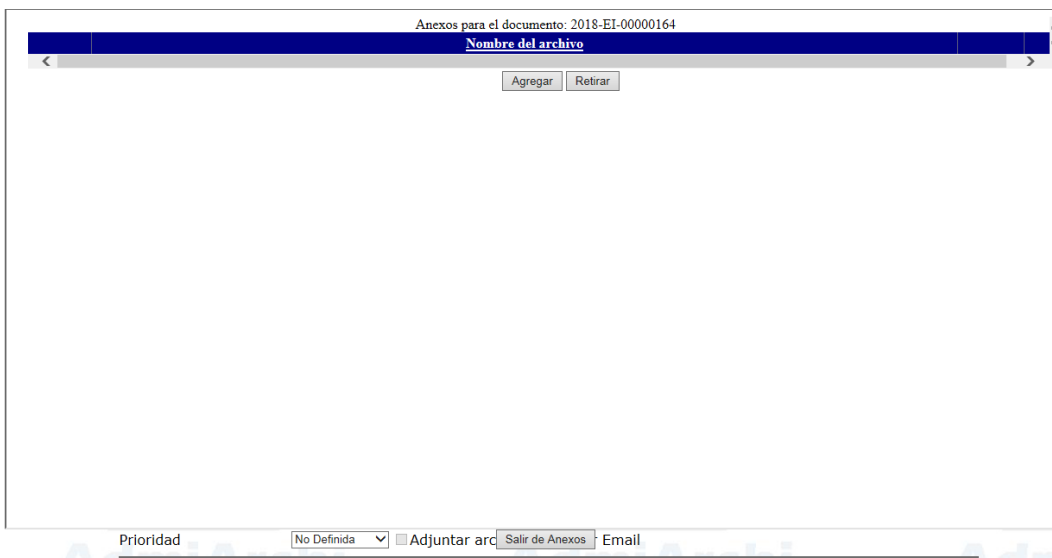 Anexos para el documento: 2018-EI-00000164
Nombre del archivo
Agregar Retirar
Prioridad No Definida Adjuntar arc Salir de Anexos r Email